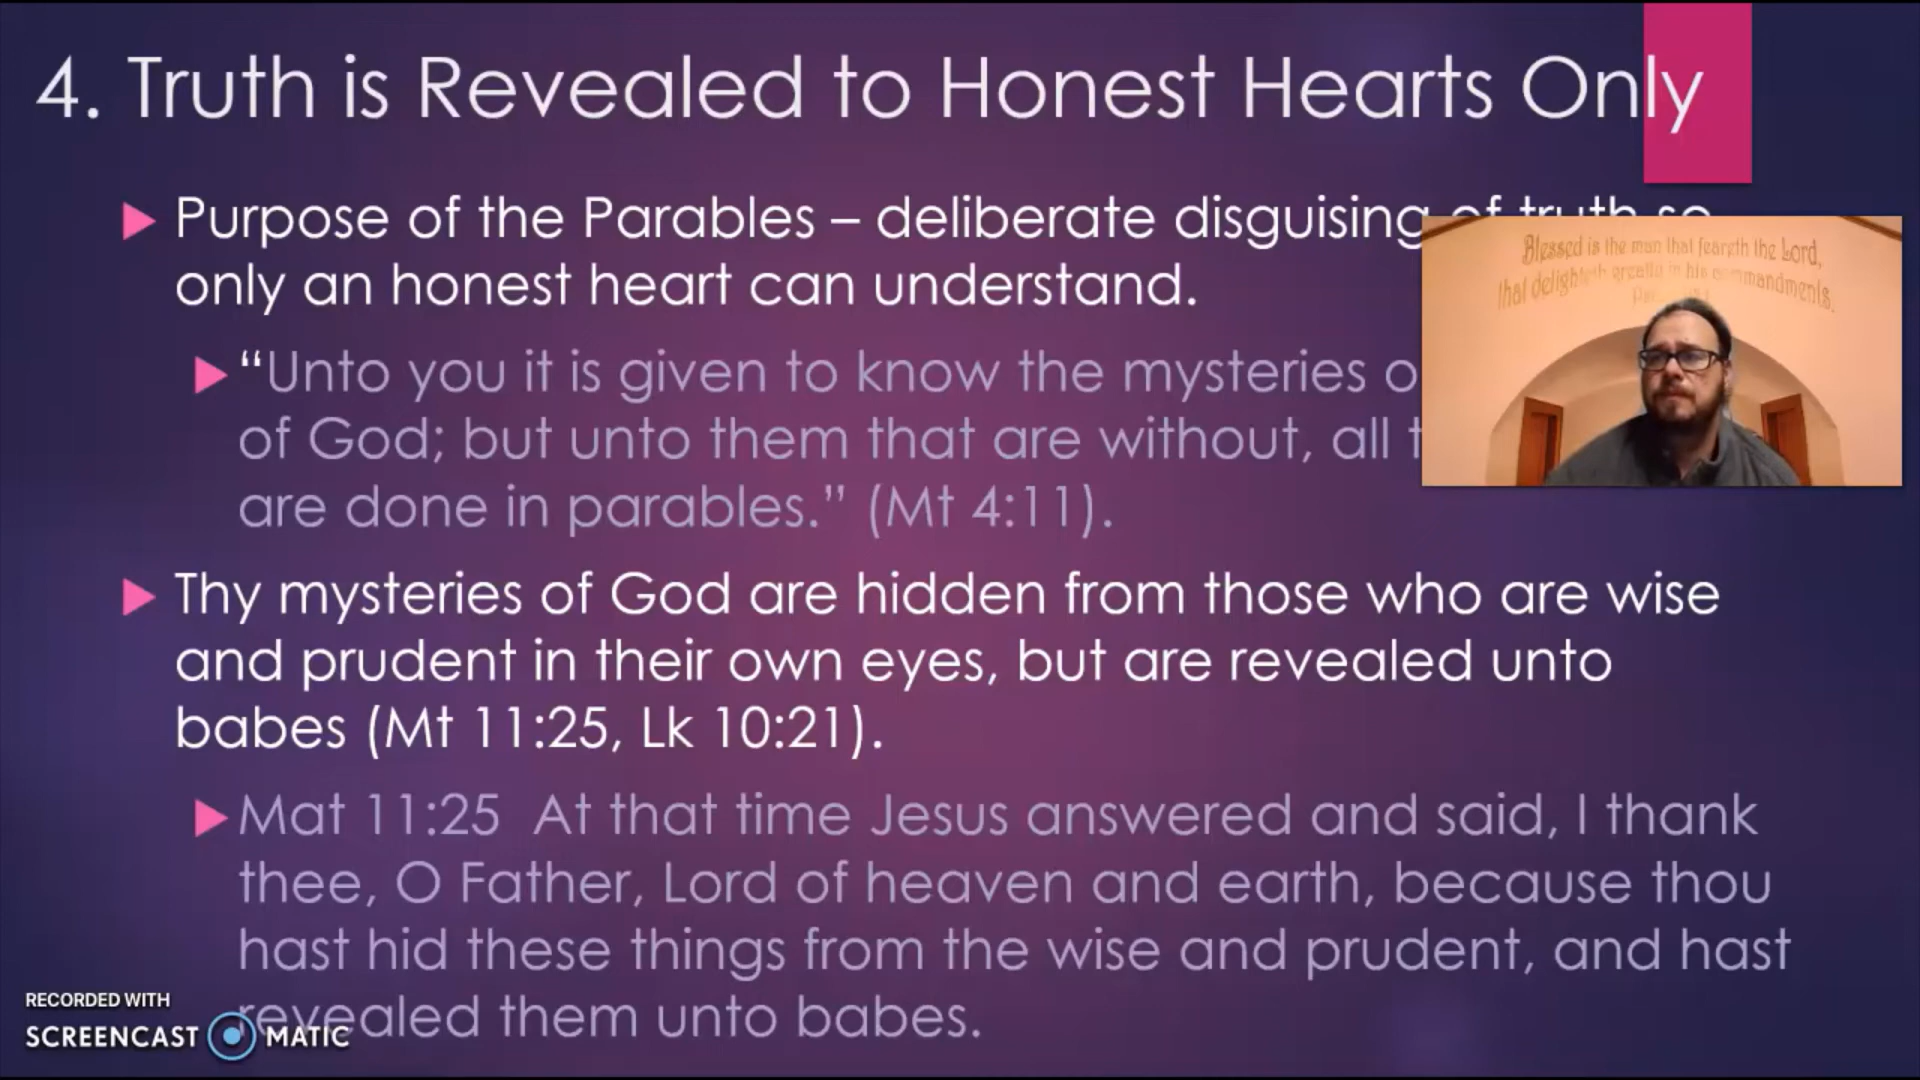 4. Truth is Revealed to Honest Hearts Only
Purpose of the Parables – deliberate disguising of truth so
only an honest heart can understand.
“Unto you it is given to know the mysteries o
of God; but unto them that are without, all t
are done in parables.” (Mt 4:11).
Thy mysteries of God are hidden from those who are wise
and prudent in their own eyes, but are revealed unto
babes (Mt 11:25, Lk 10:21).
Mat 11:25  At that time Jesus answered and said, I thank
thee, O Father, Lord of heaven and earth, because thou
hast hid these things from the wise and prudent, and hast
revealed them unto babes.
Blessed is the man that feareth the Lord,
that delighteth greatly in his commandments.
RECORDED WITH
SCREENCAST MATIC